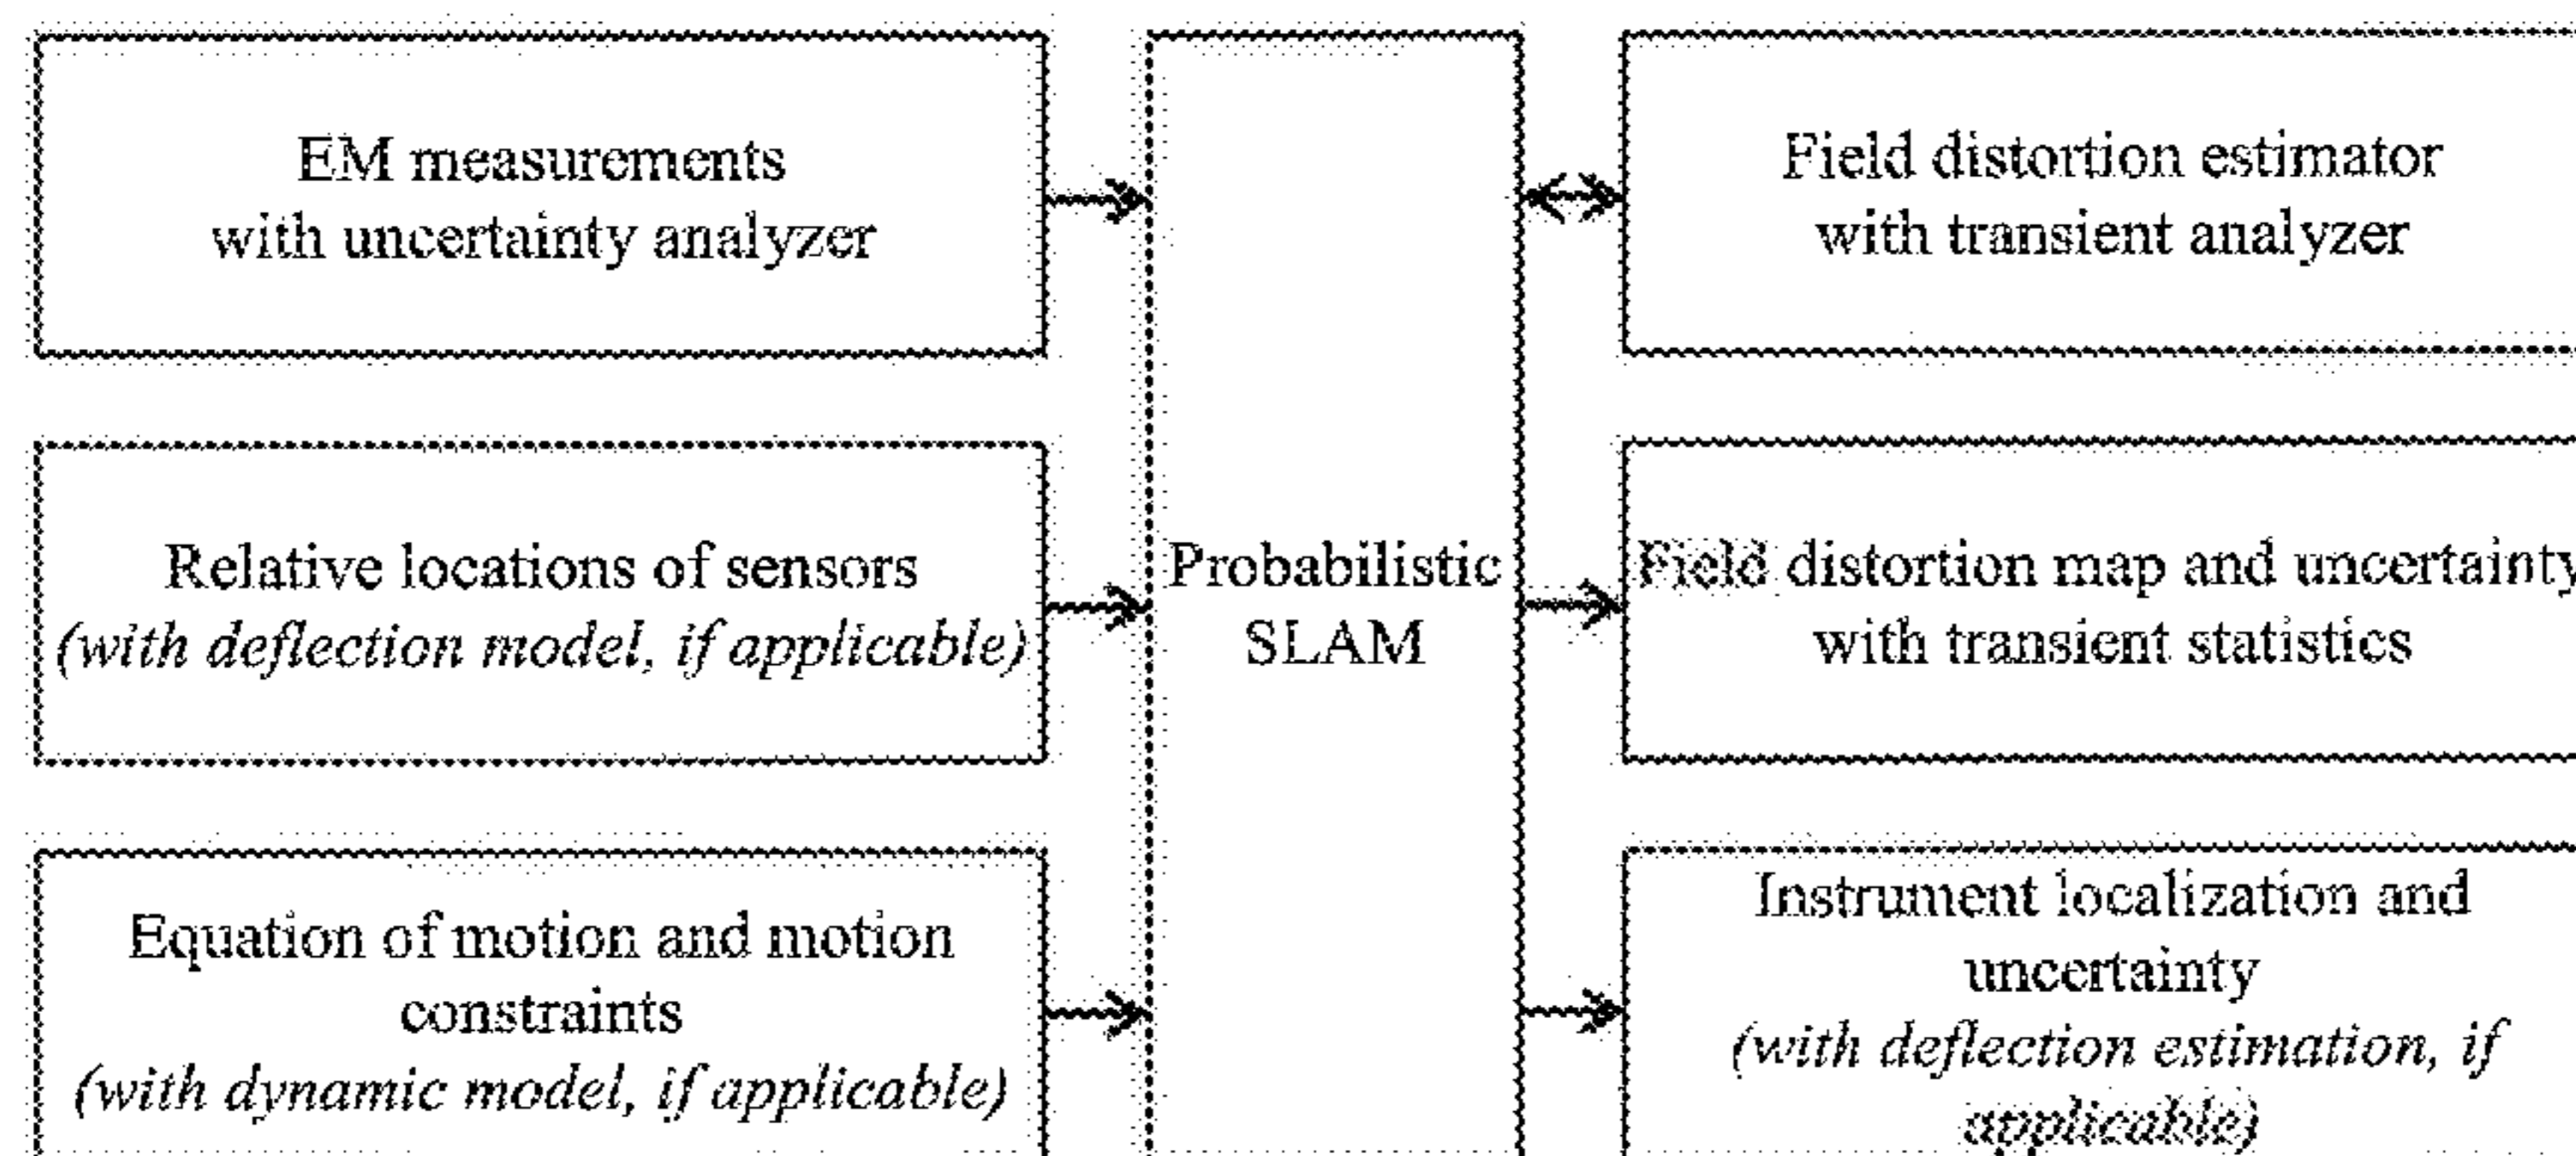 EM measurements
with uncertainty analyzer
Relative locations of sensors
(with deflection model, if applicable)
Equation of motion and motion
constraints
(with dynamic model, if applicable)
Probabilistic
SLAM
Field distortion estimator
with transient analyzer
Field distortion map and uncertainty
with transient statistics
Instrument localization and
uncertainty
(with deflection estimation, if
applicable)